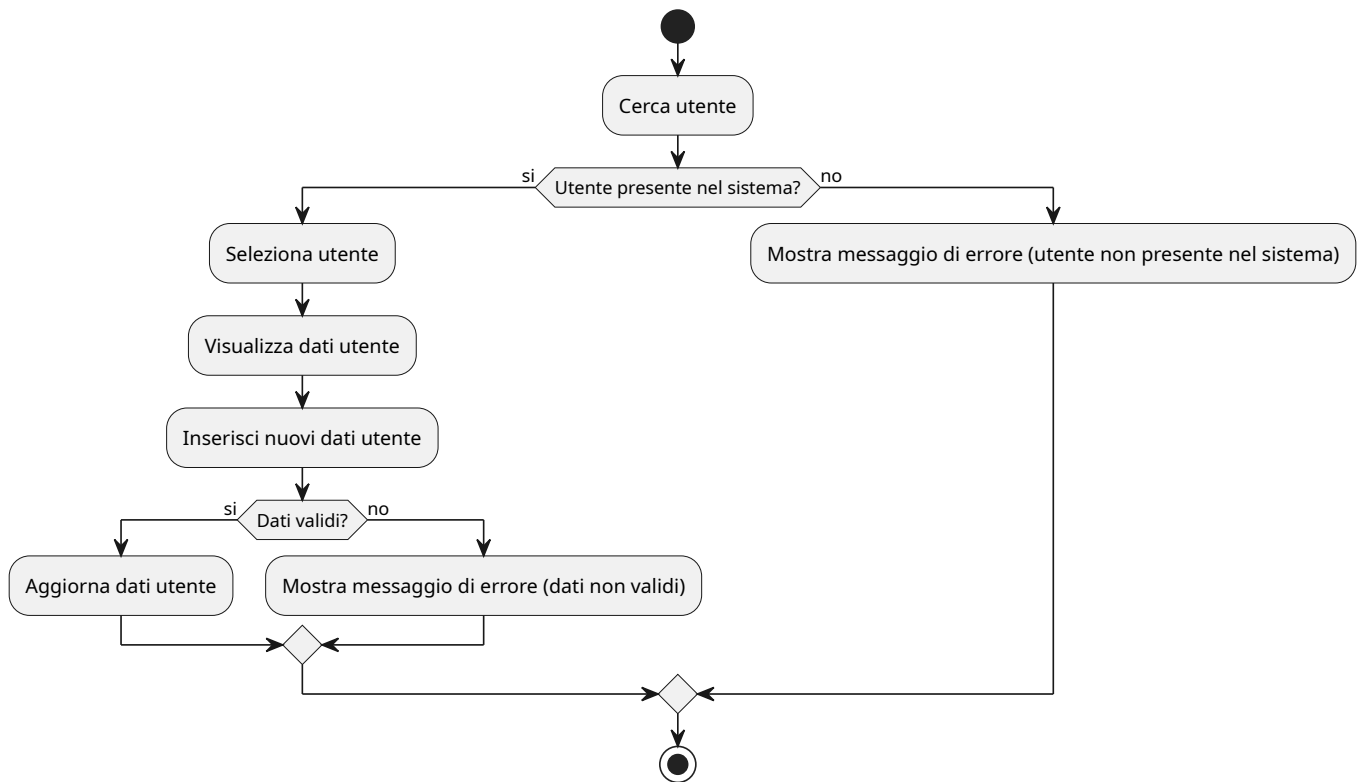 Cerca utente
si
Utente presente nel sistema?
no
Seleziona utente
Mostra messaggio di errore (utente non presente nel sistema)
Visualizza dati utente
Inserisci nuovi dati utente
si
Dati validi?
no
Aggiorna dati utente
Mostra messaggio di errore (dati non validi)